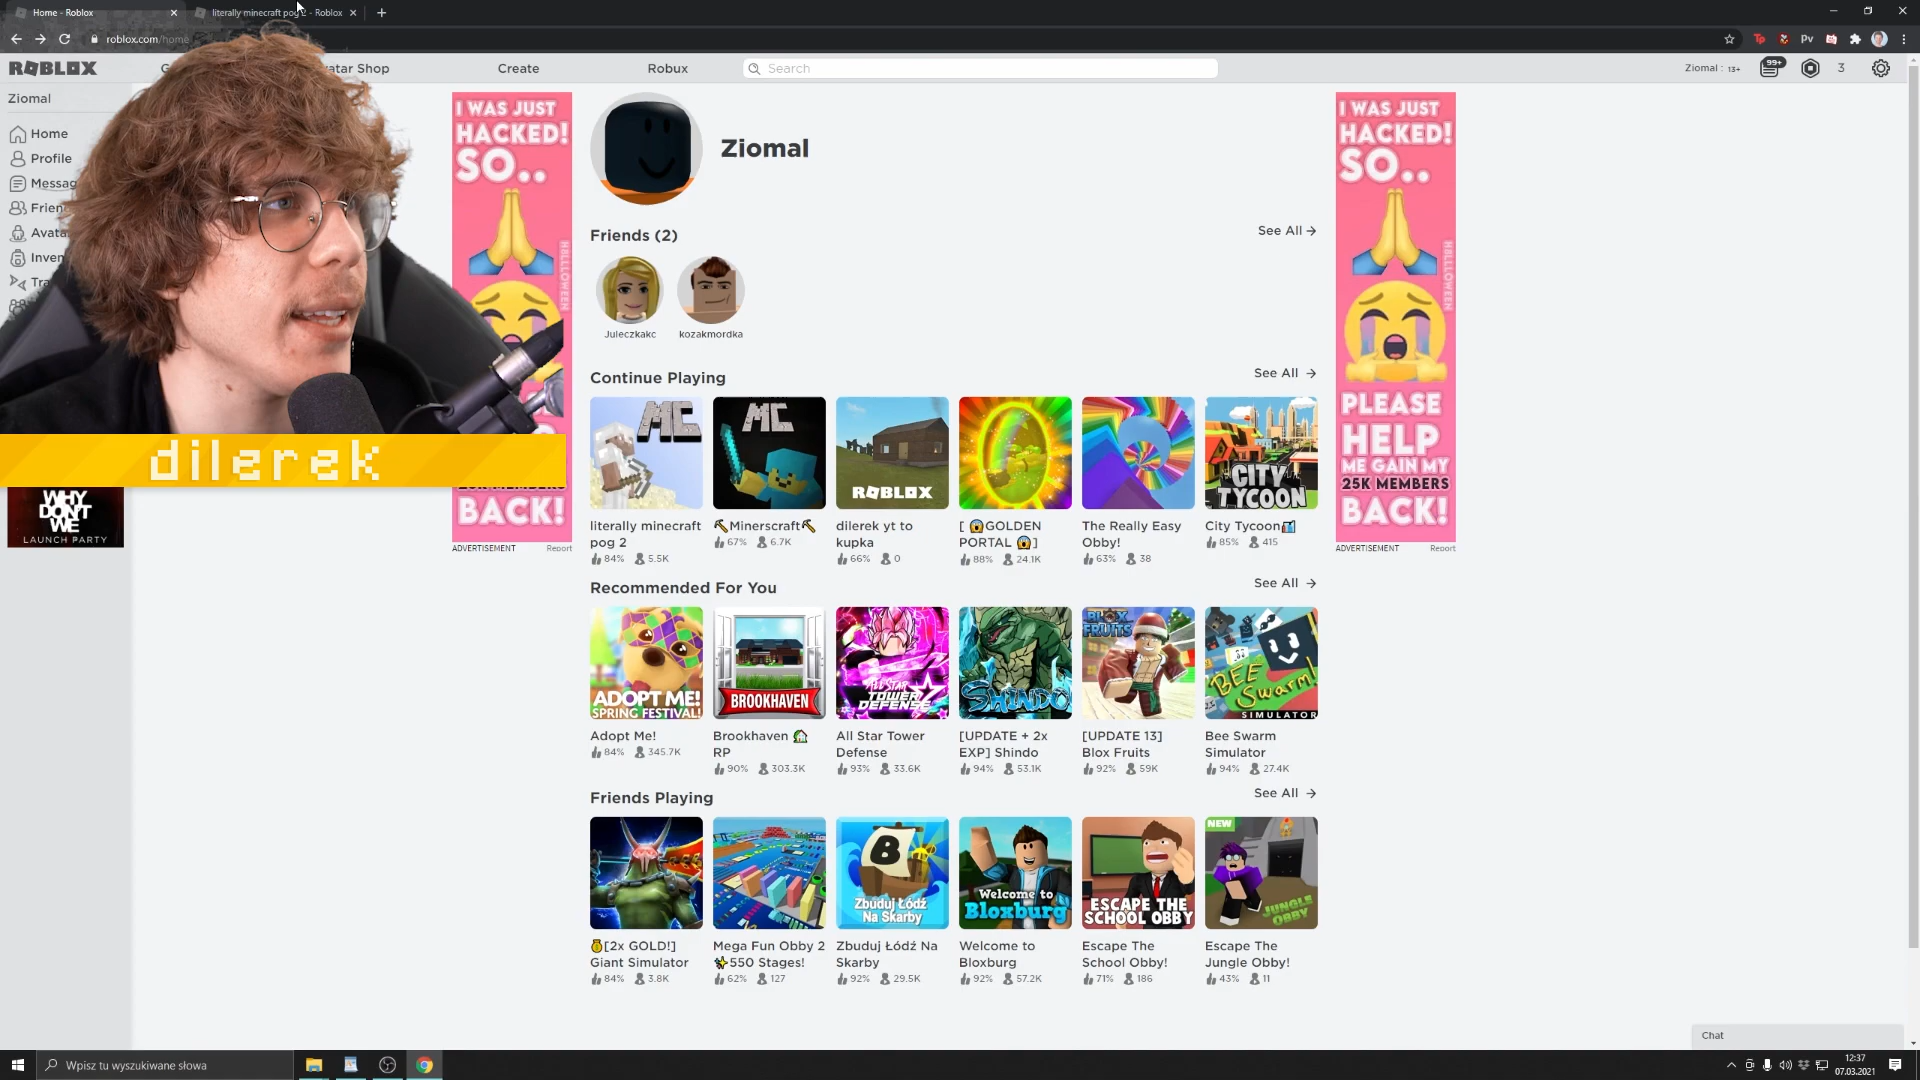 Home - Roblox
literally minecraft pog 2 - Roblox
roblox.com/home
ROBLOX
Avatar Shop
Create
Robux
Search
Ziomal : 13+
99+
3
Ziomal
Home
Profile
Messag
Frien
Avata
Inven
Tra
dilerek
WHY
DON'T
WE
LAUNCH PARTY
I WAS JUST
HACKED!
SO..
BACK!
ADVERTISEMENT
Report
Ziomal
Friends (2)
See All
Juleczkakc
kozakmordka
Continue Playing
See All
MC
MC
ROBLOX
CITY
TYCOON
literally minecraft
pog 2
84% 5.5K
Minerscraft
67% 6.7K
dilerek yt to
kupka
66% 0
[ GOLDEN
PORTAL ]
88% 24.1K
The Really Easy
Obby!
63% 38
City Tycoon
85% 415
Recommended For You
See All
ADOPT ME!
SPRING FESTIVAL!
BROOKHAVEN
ALL STAR
TOWER
DEFENSE
SHINDO
BLOX
FRUITS
BEE
Swarm!
SIMULATOR
Adopt Me!
84% 345.7K
Brookhaven
RP
90% 303.3K
All Star Tower
Defense
93% 33.6K
[UPDATE + 2x
EXP] Shindo
94% 53.1K
[UPDATE 13]
Blox Fruits
92% 59K
Bee Swarm
Simulator
94% 27.4K
Friends Playing
See All
B
Zbuduj Łódź
Na Skarby
Welcome to
Bloxburg
ESCAPE THE
SCHOOL OBBY
NEW
JUNGLE
OBBY
[2x GOLD!]
Giant Simulator
84% 3.8K
Mega Fun Obby 2
550 Stages!
62% 127
Zbuduj Łódź Na
Skarby
92% 29.5K
Welcome to
Bloxburg
92% 57.2K
Escape The
School Obby!
71% 186
Escape The
Jungle Obby!
43% 11
I WAS JUST
HACKED!
SO..
PLEASE
HELP
ME GAIN MY
25K MEMBERS
BACK!
ADVERTISEMENT
Report
Chat
Wpisz tu wyszukiwane słowa
12:37
07.03.2021